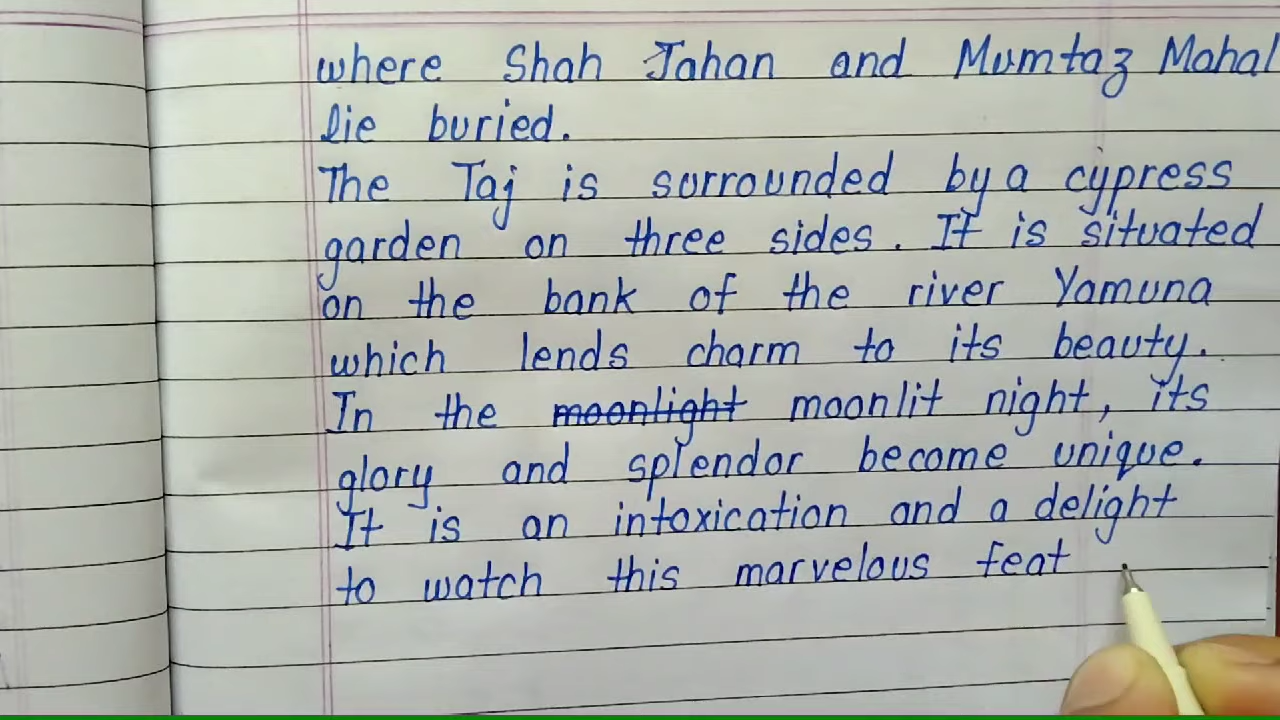 where Shah Jahan and Mumtaz Mahal
lie buried.
The Taj is surrounded by a cypress
garden on three sides. It is situated
on the bank of the river Yamuna
which lends charm to its beauty.
In the moonlight moonlit night, its
glory and splendor become unique.
It is an intoxication and a delight
to watch this marvelous feat